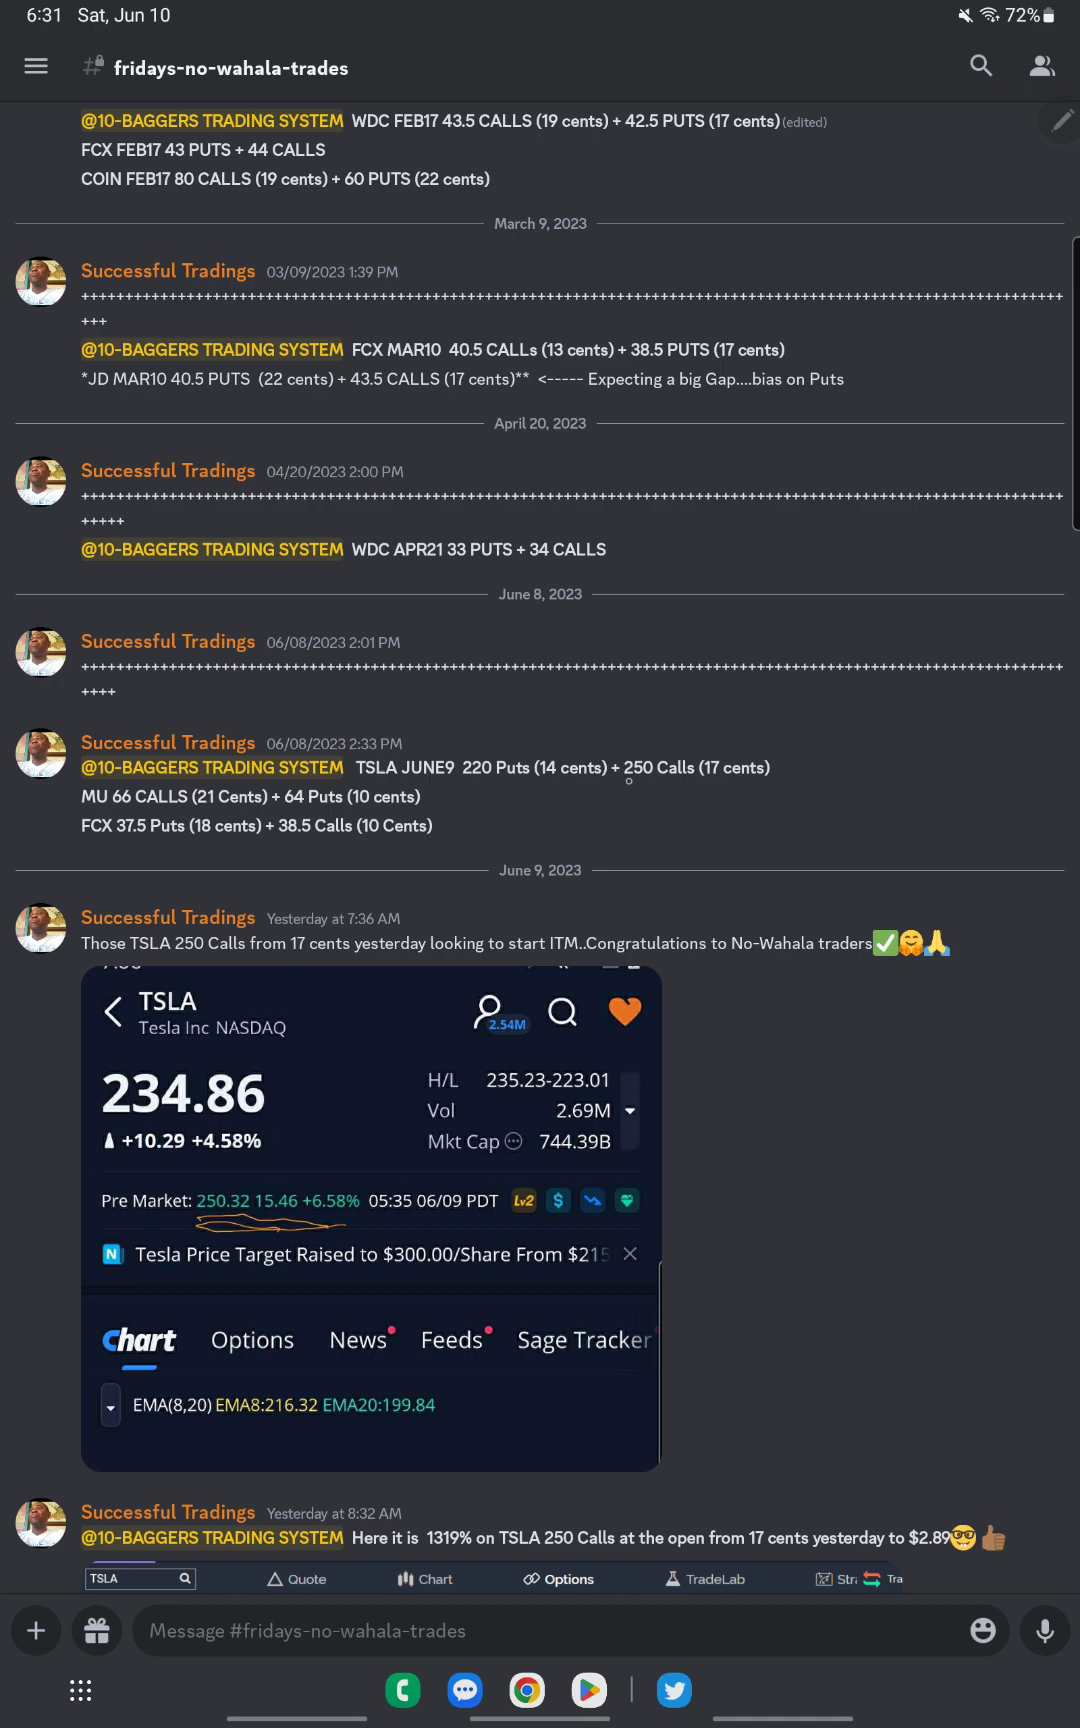 6:31 Sat, Jun 10
72%
fridays-no-wahala-trades
@10-BAGGERS TRADING SYSTEM WDC FEB17 43.5 CALLS (19 cents) + 42.5 PUTS (17 cents) (edited)
FCX FEB17 43 PUTS + 44 CALLS
COIN FEB17 80 CALLS (19 cents) + 60 PUTS (22 cents)
March 9, 2023
Successful Tradings 03/09/2023 1:39 PM
++++++++++++++++++++++++++++++++++++++++++++++++++++++++++++++++++++++++++++++++++++++++++++++++++++++++++++++++
+++
@10-BAGGERS TRADING SYSTEM FCX MAR10 40.5 CALLs (13 cents) + 38.5 PUTS (17 cents)
*JD MAR10 40.5 PUTS (22 cents) + 43.5 CALLS (17 cents)** <----- Expecting a big Gap....bias on Puts
April 20, 2023
Successful Tradings 04/20/2023 2:00 PM
++++++++++++++++++++++++++++++++++++++++++++++++++++++++++++++++++++++++++++++++++++++++++++++++++++++++++++++++
+++++
@10-BAGGERS TRADING SYSTEM WDC APR21 33 PUTS + 34 CALLS
June 8, 2023
Successful Tradings 06/08/2023 2:01 PM
++++++++++++++++++++++++++++++++++++++++++++++++++++++++++++++++++++++++++++++++++++++++++++++++++++++++++++++++
++++
Successful Tradings 06/08/2023 2:33 PM
@10-BAGGERS TRADING SYSTEM TSLA JUNE9 220 Puts (14 cents) + 250 Calls (17 cents)
MU 66 CALLS (21 Cents) + 64 Puts (10 cents)
FCX 37.5 Puts (18 cents) + 38.5 Calls (10 Cents)
June 9, 2023
Successful Tradings Yesterday at 7:36 AM
Those TSLA 250 Calls from 17 cents yesterday looking to start ITM..Congratulations to No-Wahala traders✅🤗🙏
TSLA
Tesla Inc NASDAQ
2.54M
234.86
+10.29 +4.58%
H/L 235.23-223.01
Vol 2.69M
Mkt Cap 744.39B
Pre Market: 250.32 15.46 +6.58% 05:35 06/09 PDT Lv2 $
N Tesla Price Target Raised to $300.00/Share From $215
Chart Options News Feeds Sage Tracker
EMA(8,20) EMA8:216.32 EMA20:199.84
Successful Tradings Yesterday at 8:32 AM
@10-BAGGERS TRADING SYSTEM Here it is 1319% on TSLA 250 Calls at the open from 17 cents yesterday to $2.89🤓👍🏾
TSLA Quote Chart Options TradeLab Str Tra
Message #fridays-no-wahala-trades